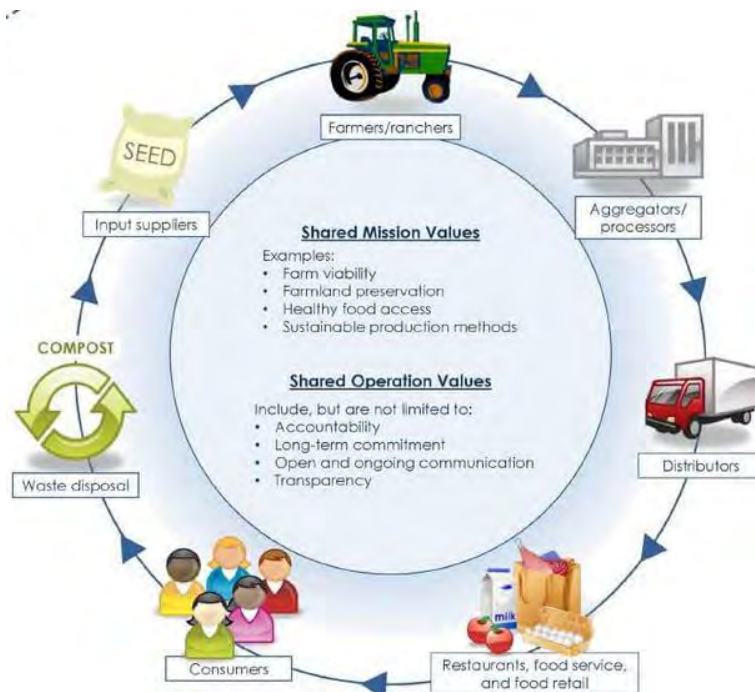 Farmers/ranchers
SEED
Input suppliers
Aggregators/
processors
Shared Mission Values
Examples:
• Farm viability
• Farmland preservation
• Healthy food access
• Sustainable production methods
COMPOST
Waste disposal
Shared Operation Values
Include, but are not limited to:
• Accountability
• Long-term commitment
• Open and ongoing communication
• Transparency
Distributors
milk
Consumers
Restaurants, food service,
and food retail